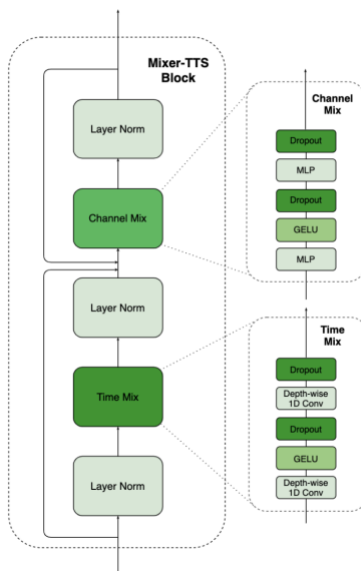 Mixer-TTS
Block
Layer Norm
Channel Mix
Layer Norm
Time Mix
Layer Norm
Channel
Mix
Dropout
MLP
Dropout
GELU
MLP
Time
Mix
Dropout
Depth-wise
1D Conv
Dropout
GELU
Depth-wise
1D Conv